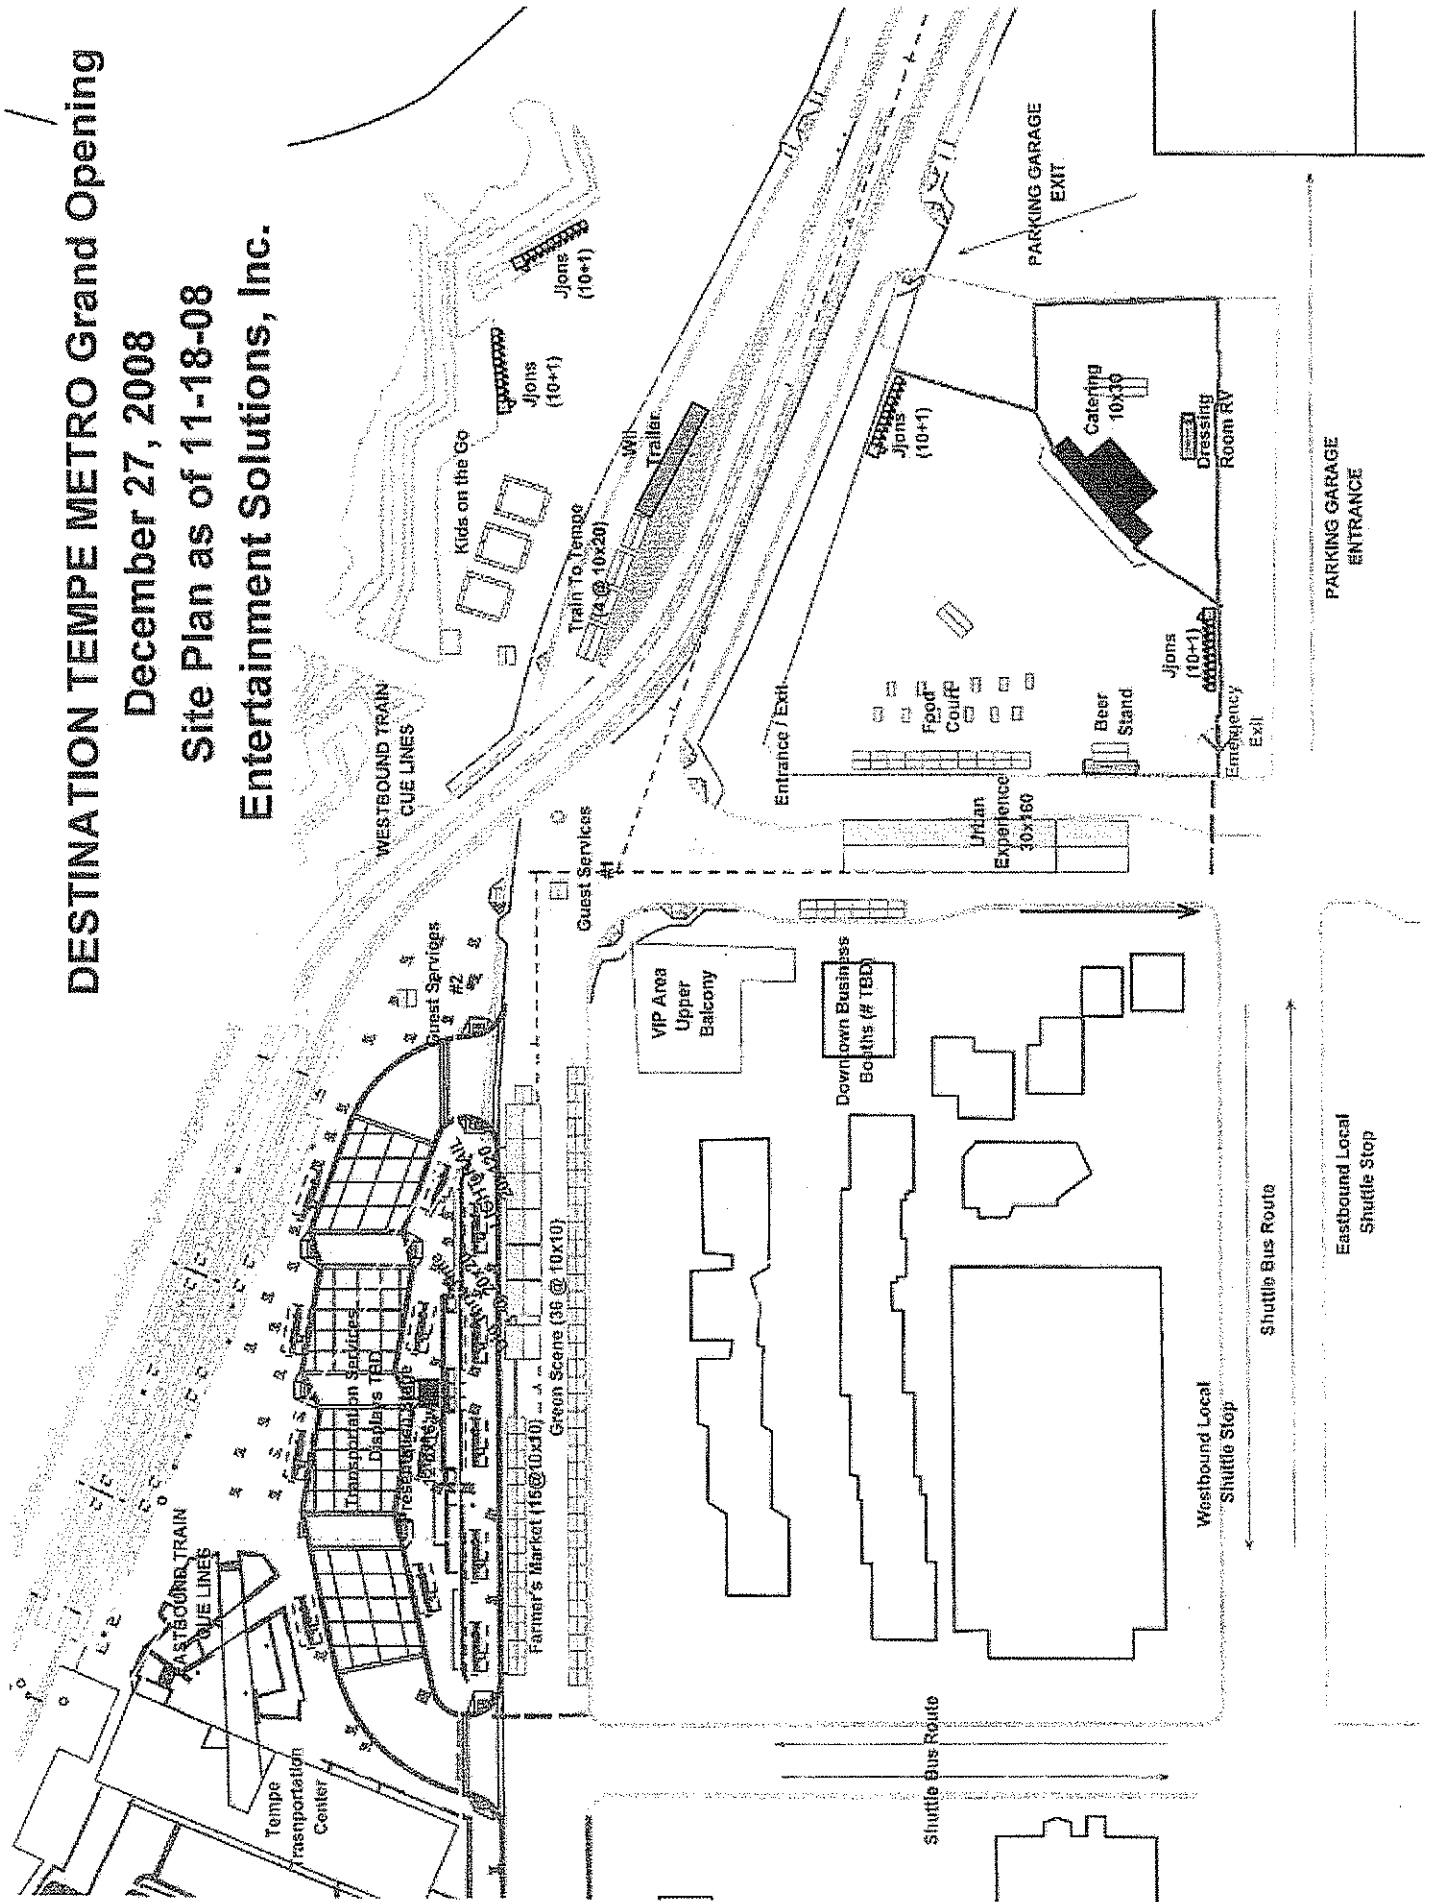 DESTINATION TEMPE METRO Grand Opening
December 27, 2008
Site Plan as of 11-18-08
Entertainment Solutions, Inc.
WESTBOUND TRAIN
CUE LINES
Kids on the Go
Jjons
(10+1)
Jjons
(10+1)
Train To Tempe
(4 @ 10x20)
Trailer
Jjons
(10+1)
PARKING GARAGE
EXIT
Catering
10x30
Dressing
Room RV
PARKING GARAGE
ENTRANCE
Jjons
(10+1)
Emergency
Exit
Beer
Stand
Food
Court
Entrance / Exit
Urban
Experience
30x160
Guest Services
#1
Guest Services
#2
VIP Area
Upper
Balcony
Downtown Business
Booths (# TBD)
EASTBOUND TRAIN
CUE LINES
Tempe
Trasnportation
Center
Transportation Services
Displays TBD
Presentation Stage
Farmer's Market (15@10x10)
Green Scene (36 @ 10x10)
Shuttle Bus Route
Westbound Local
Shuttle Stop
Shuttle Bus Route
Eastbound Local
Shuttle Stop